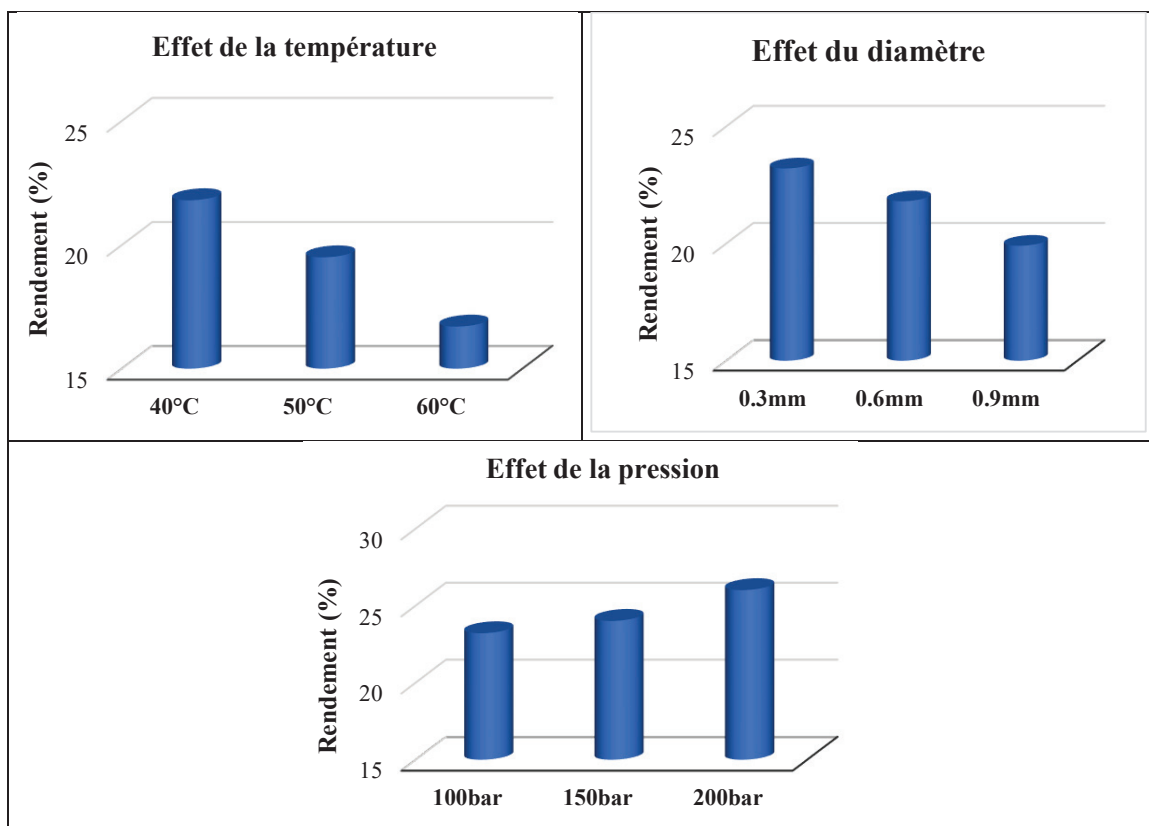 Effet de la température
25
20
15
Rendement (%)
40°C 50°C 60°C
Effet du diamètre
25
20
15
Rendement (%)
0.3mm 0.6mm 0.9mm
Effet de la pression
30
25
20
15
Rendement (%)
100bar 150bar 200bar